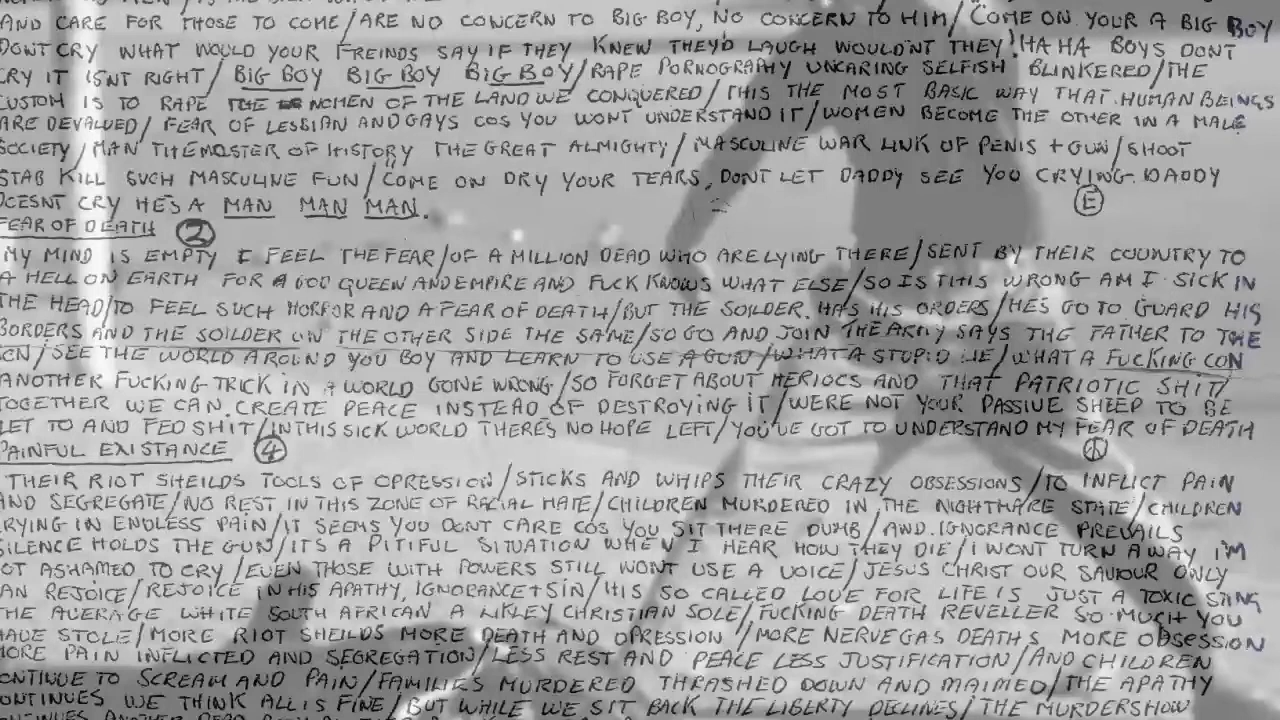 AND CARE FOR THOSE TO COME/ARE NO CONCERN TO BIG BOY, NO CONCERN TO HIM/COME ON YOUR A BIG BOY
DONT CRY WHAT WOULD YOUR FREINDS SAY IF THEY KNEW THEY'D LAUGH WOULDN'T THEY! HA HA BOYS DONT
CRY IT ISNT RIGHT/BIG BOY BIG BOY BIG BOY/RAPE PORNOGRAPHY UNCARING SELFISH BLINKERED/THE
CUSTOM IS TO RAPE THE WOMEN OF THE LAND WE CONQUERED/THIS THE MOST BASIC WAY THAT HUMAN BEINGS
ARE DEVALUED/FEAR OF LESBIAN AND GAYS COS YOU WONT UNDERSTAND IT/WOMEN BECOME THE OTHER IN A MALE
SOCIETY/MAN THE MASTER OF HISTORY THE GREAT ALMIGHTY/MASCULINE WAR LINK OF PENIS + GUN/SHOOT
STAB KILL SUCH MASCULINE FUN/COME ON DRY YOUR TEARS, DONT LET DADDY SEE YOU CRYING. DADDY
DOESNT CRY HE'S A MAN MAN MAN. E
FEAR OF DEATH 2
MY MIND IS EMPTY I FEEL THE FEAR/OF A MILLION DEAD WHO ARE LYING THERE/SENT BY THEIR COUNTRY TO
A HELL ON EARTH FOR A GOD QUEEN AND EMPIRE AND FUCK KNOWS WHAT ELSE/SO IS THIS WRONG AM I SICK IN
THE HEAD/TO FEEL SUCH HORROR AND A FEAR OF DEATH/BUT THE SOILDER HAS HIS ORDERS/HE'S GO TO GUARD HIS
BORDERS AND THE SOILDER ON THE OTHER SIDE THE SAME/SO GO AND JOIN THE ARMY SAYS THE FATHER TO THE
SON/SEE THE WORLD AROUND YOU BOY AND LEARN TO USE A GUN/WHAT A STUPID LIE/WHAT A FUCKING CON
ANOTHER FUCKING TRICK IN A WORLD GONE WRONG/SO FORGET ABOUT HERIOCS AND THAT PATRIOTIC SHIT/
TOGETHER WE CAN CREATE PEACE INSTEAD OF DESTROYING IT/WERE NOT YOUR PASSIVE SHEEP TO BE
LET TO AND FED SHIT/IN THIS SICK WORLD THERE'S NO HOPE LEFT/YOU'VE GOT TO UNDERSTAND MY FEAR OF DEATH
PAINFUL EXISTANCE 4
THEIR RIOT SHEILDS TOOLS OF OPRESSION/STICKS AND WHIPS THEIR CRAZY OBSESSIONS/TO INFLICT PAIN
AND SEGREGATE/NO REST IN THIS ZONE OF RACIAL HATE/CHILDREN MURDERED IN THE NIGHTMARE STATE/CHILDREN
CRYING IN ENDLESS PAIN/IT SEEMS YOU DONT CARE COS YOU SIT THERE DUMB/AND IGNORANCE PREVAILS
SILENCE HOLDS THE GUN/ITS A PITIFUL SITUATION WHEN I HEAR HOW THEY DIE/I WONT TURN AWAY I'M
NOT ASHAMED TO CRY/EVEN THOSE WITH POWERS STILL WONT USE A VOICE/JESUS CHRIST OUR SAVIOUR ONLY
CAN REJOICE/REJOICE IN HIS APATHY, IGNORANCE + SIN/HIS SO CALLED LOVE FOR LIFE IS JUST A TOXIC STING
THE AVERAGE WHITE SOUTH AFRICAN A LIKLEY CHRISTIAN SOLE/FUCKING DEATH REVELLER SO MUCH YOU
HAVE STOLE/MORE RIOT SHEILDS MORE DEATH AND OPRESSION/MORE NERVE GAS DEATHS MORE OBSESSION
MORE PAIN INFLICTED AND SEGREGATION/LESS REST AND PEACE LESS JUSTIFICATION/AND CHILDREN
CONTINUE TO SCREAM AND PAIN/FAMILIES MURDERED THRASHED DOWN AND MAIMED/THE APATHY
CONTINUES WE THINK ALL IS FINE/BUT WHILE WE SIT BACK THE LIBERTY DECLINES/THE MURDERSHOW
CONTINUES ANOTHER DEAD